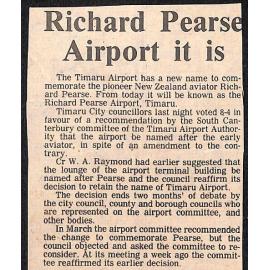 Richard Pearse
Airport it is
The Timaru Airport has a new name to com-
memorate the pioneer New Zealand aviator Rich-
ard Pearse. From today it will be known as the
Richard Pearse Airport, Timaru.
Timaru City councillors last night voted 8-4 in
favour of a recommendation by the South Can-
terbury committee of the Timaru Airport Author-
ity that the airport be named after the early
aviator, in spite of an amendment to the con-
trary.
Cr W. A. Raymond had earlier suggested that
the lounge of the airport terminal building be
named after Pearse and the council reaffirm its
decision to retain the name of Timaru Airport.
The decision ends two months' of debate by
the city council, county and borough councils who
are represented on the airport committee, and
other bodies.
In March the airport committee recommended
the change to commemorate Pearse, but the
council objected and asked the committee to re-
consider. At its meeting a week ago the commit-
tee reaffirmed its earlier decision.